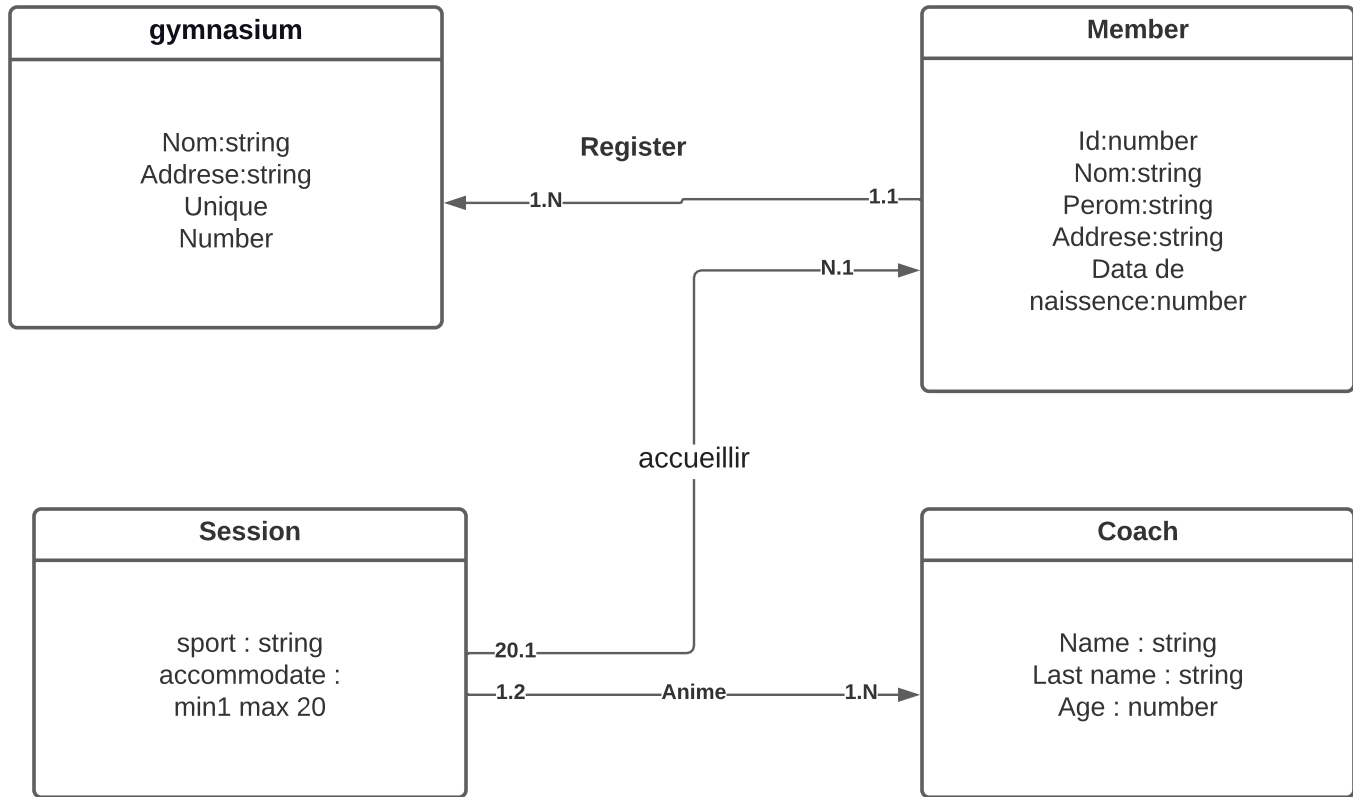 gymnasium
Nom:string
Addrese:string
Unique
Number
Register
1.N
1.1
Member
Id:number
Nom:string
Perom:string
Addrese:string
Data de
naissence:number
N.1
accueillir
Session
sport : string
accommodate :
min1 max 20
20.1
1.2
Anime
1.N
Coach
Name : string
Last name : string
Age : number